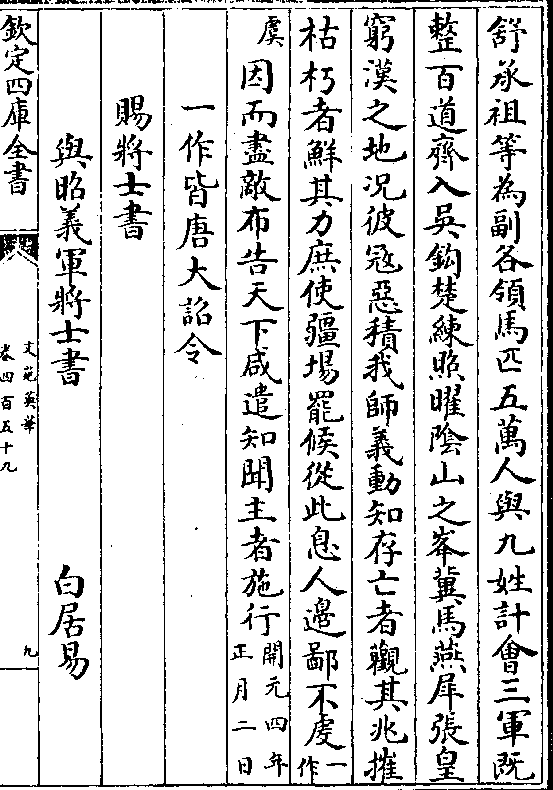 舒承祖等為副各領馬匹五萬人與九姓計會三軍既
整百道齊入吳鈎楚練照曜陰山之峯冀馬燕犀張皇
窮漢之地况彼冦惡積我師義動知存亡者觀其兆摧
枯朽者鮮其力庶使疆場罷候從此息人邊鄙不䖍一作
虞因而盡敵布告天下咸遣知聞主者施行開元四年正月二日
一作皆唐大詔令
賜將士書
與昭義軍將士書 白居易
欽定四庫全書
文苑英華
卷四百五十九
九